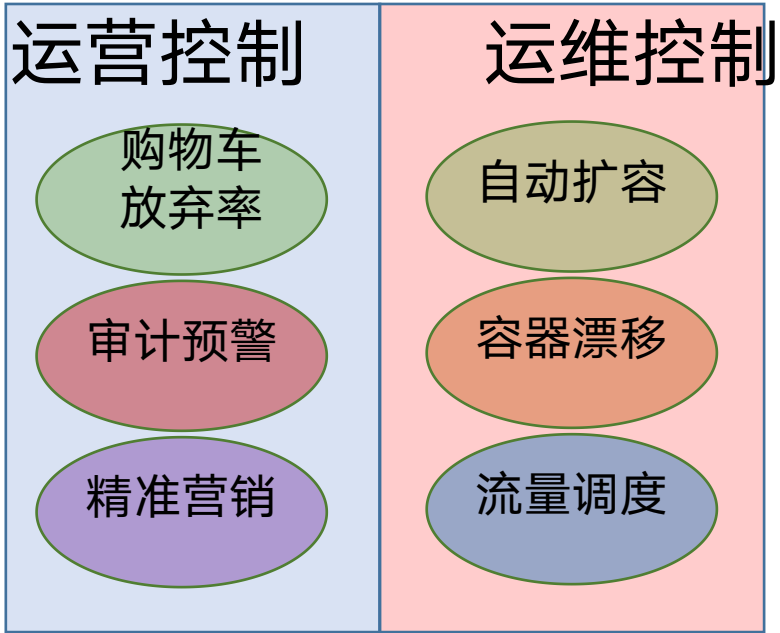 运营控制
购物车
放弃率
审计预警
精准营销
运维控制
自动扩容
容器漂移
流量调度